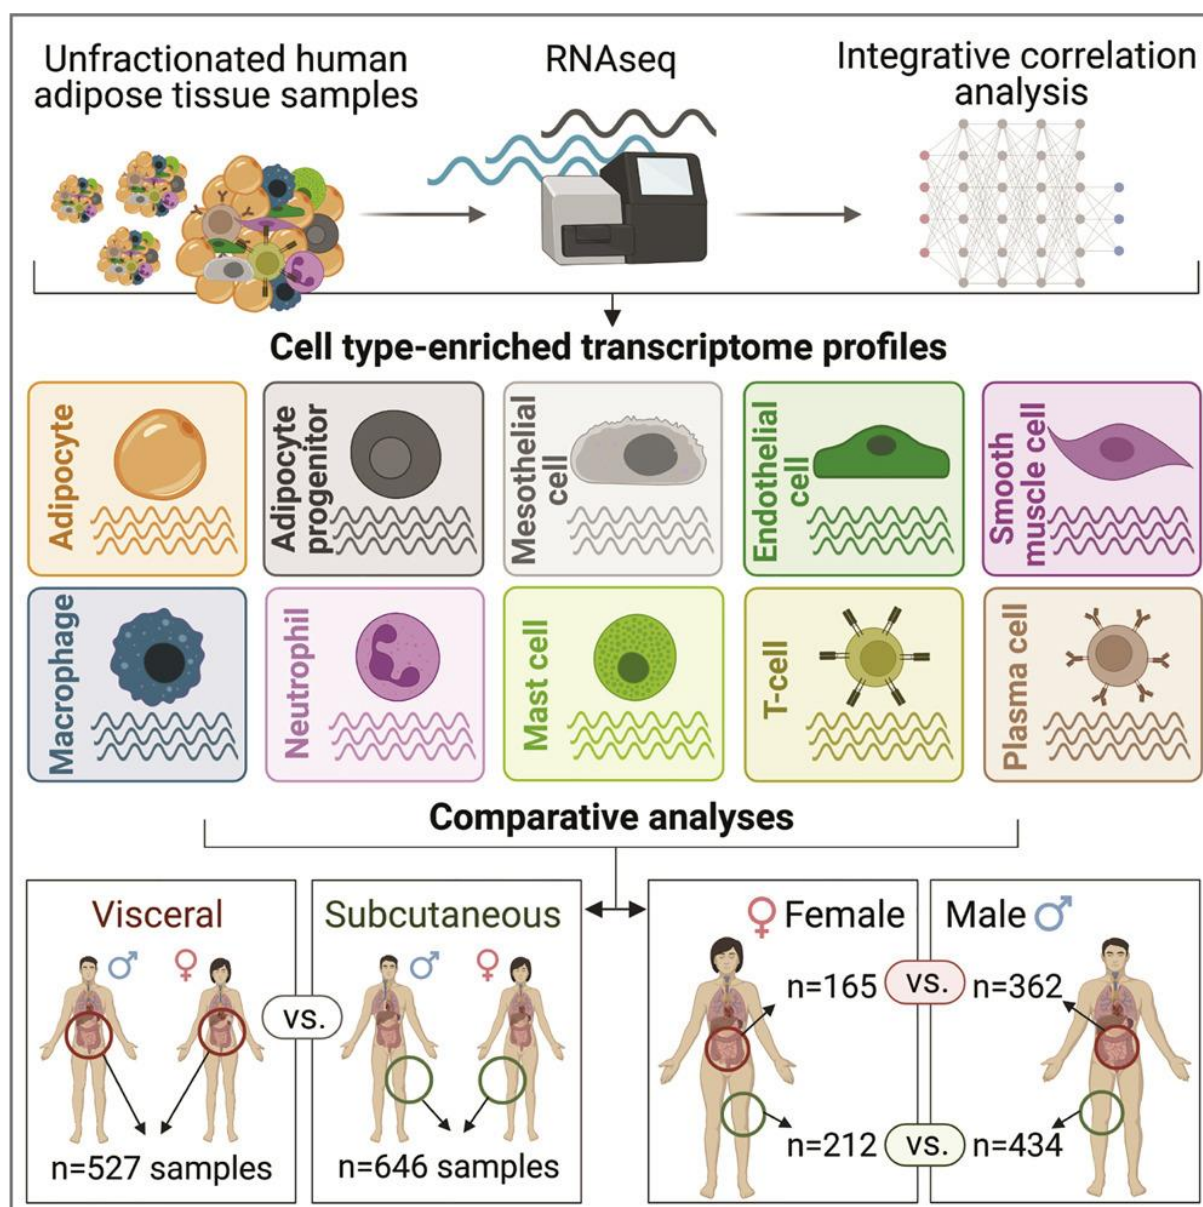 Unfractionated human
adipose tissue samples
RNAseq
Integrative correlation
analysis
Cell type-enriched transcriptome profiles
Adipocyte
Adipocyte
progenitor
Mesothelial
cell
Endothelial
cell
Smooth
muscle cell
Macrophage
Neutrophil
Mast cell
T-cell
Plasma cell
Comparative analyses
Visceral
♂ ♀
n=527 samples
vs.
Subcutaneous
♂ ♀
n=646 samples
♀ Female
Male ♂
n=165 vs. n=362
n=212 vs. n=434